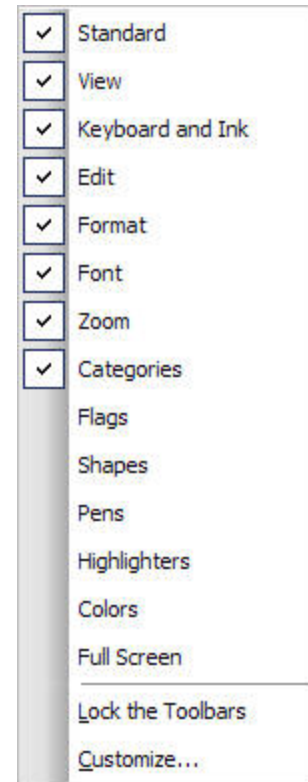 Standard
View
Keyboard and Ink
Edit
Format
Font
Zoom
Categories
Flags
Shapes
Pens
Highlighters
Colors
Full Screen
Lock the Toolbars
Customize...